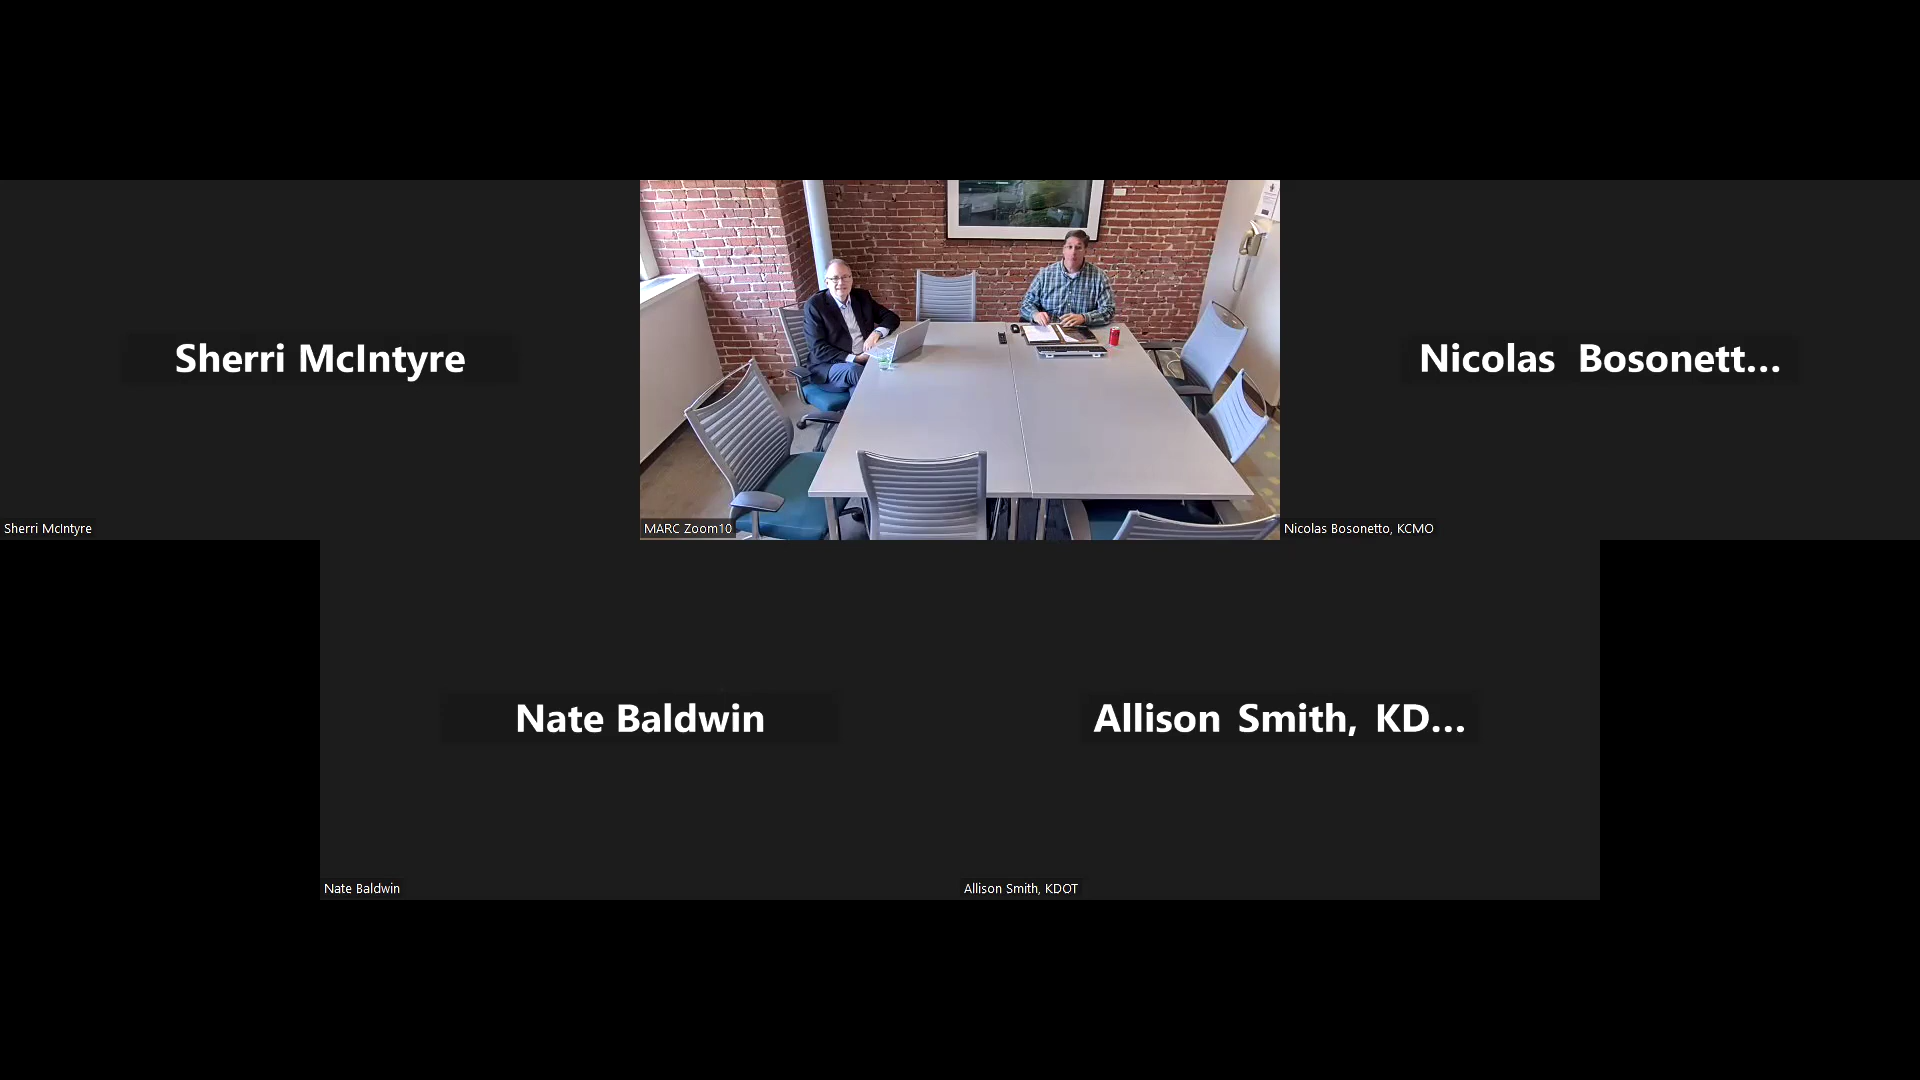 Sherri McIntyre
Nicolas Bosonett...
Sherri McIntyre
MARC Zoom10
Nicolas Bosonetto, KCMO
Nate Baldwin
Allison Smith, KD...
Nate Baldwin
Allison Smith, KDOT